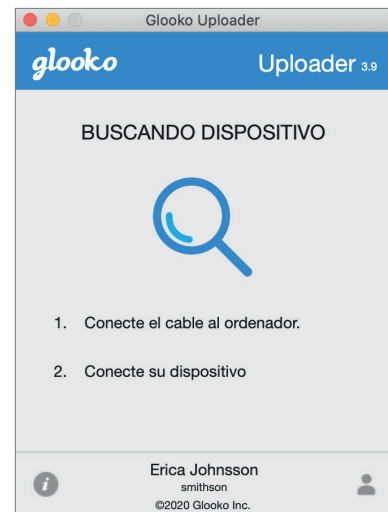 Glooko Uploader
glooko Uploader 3.9
BUSCANDO DISPOSITIVO
1. Conecte el cable al ordenador.
2. Conecte su dispositivo
Erica Johnsson
smithson
©2020 Glooko Inc.